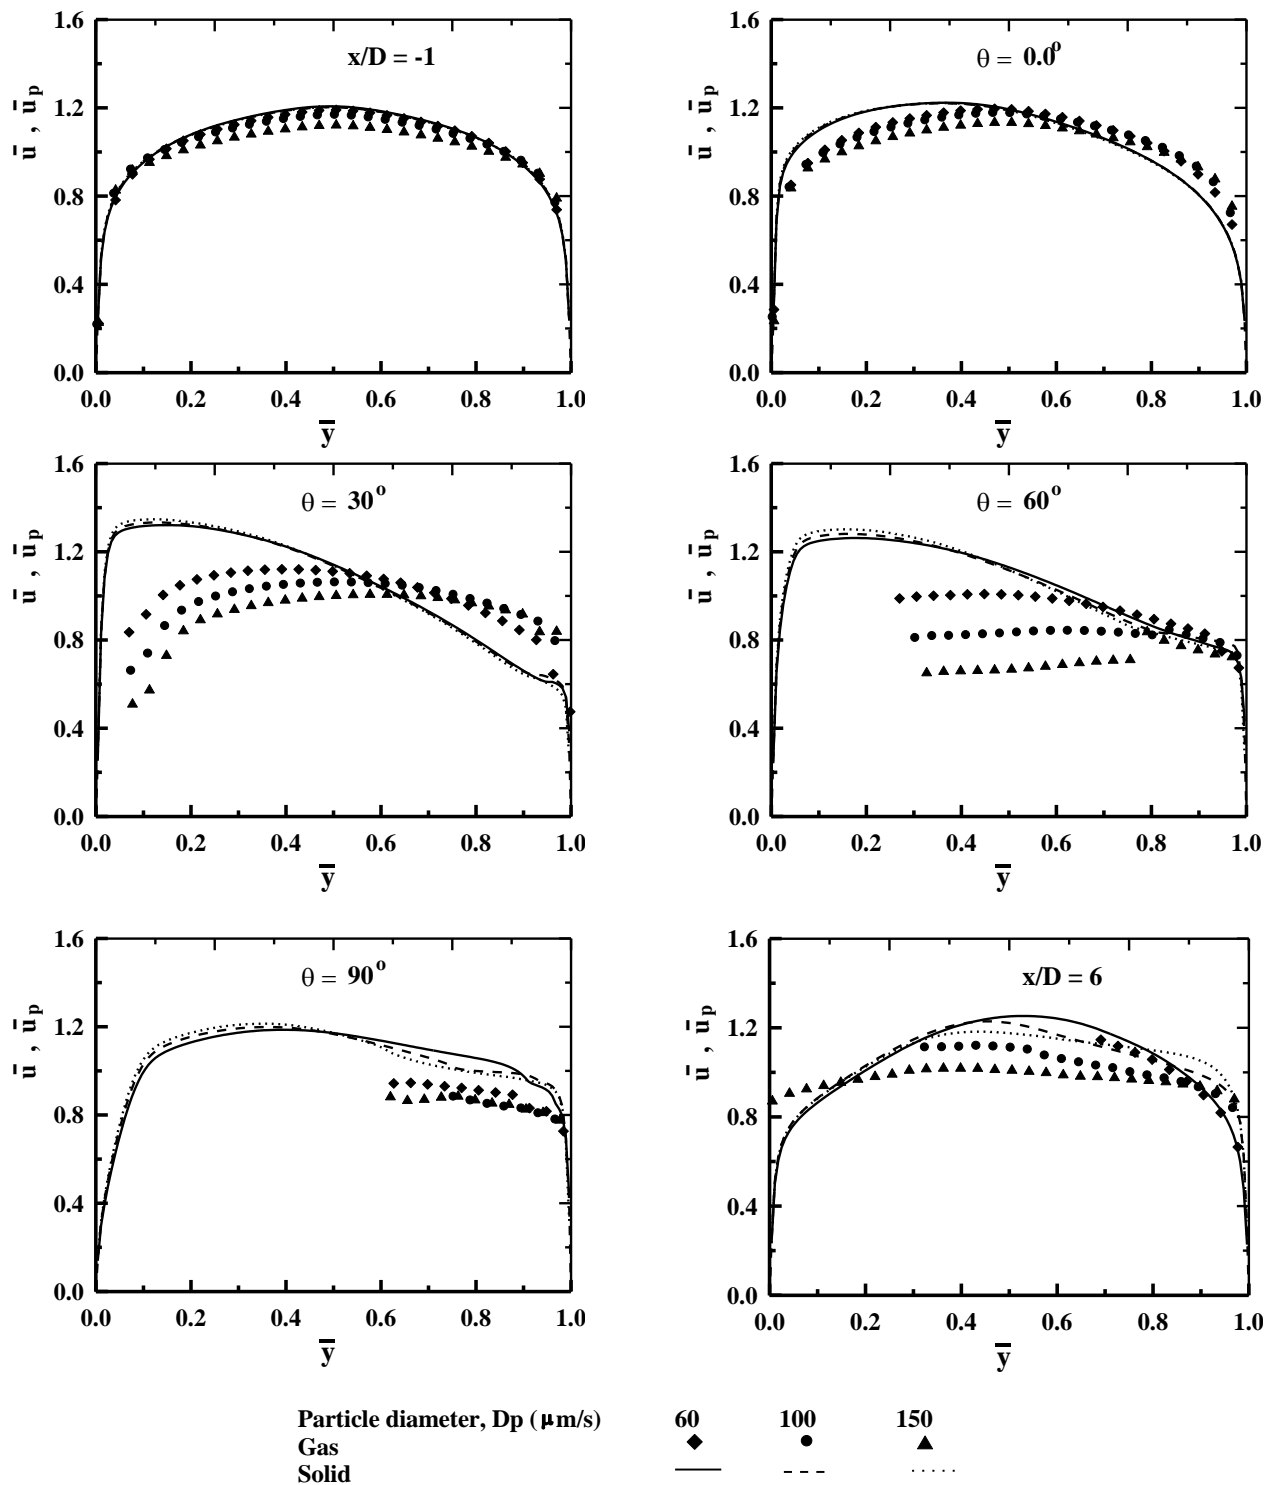 x/D = -1
ū , ū_p
1.6
1.2
0.8
0.4
0.0
0.0 0.2 0.4 0.6 0.8 1.0
y̅
θ = 0.0°
ū , ū_p
1.6
1.2
0.8
0.4
0.0
0.0 0.2 0.4 0.6 0.8 1.0
y̅
θ = 30°
ū , ū_p
1.6
1.2
0.8
0.4
0.0
0.0 0.2 0.4 0.6 0.8 1.0
y̅
θ = 60°
ū , ū_p
1.6
1.2
0.8
0.4
0.0
0.0 0.2 0.4 0.6 0.8 1.0
y̅
θ = 90°
ū , ū_p
1.6
1.2
0.8
0.4
0.0
0.0 0.2 0.4 0.6 0.8 1.0
y̅
x/D = 6
ū , ū_p
1.6
1.2
0.8
0.4
0.0
0.0 0.2 0.4 0.6 0.8 1.0
y̅
Particle diameter, Dp (μm/s) 60 100 150
Gas
Solid